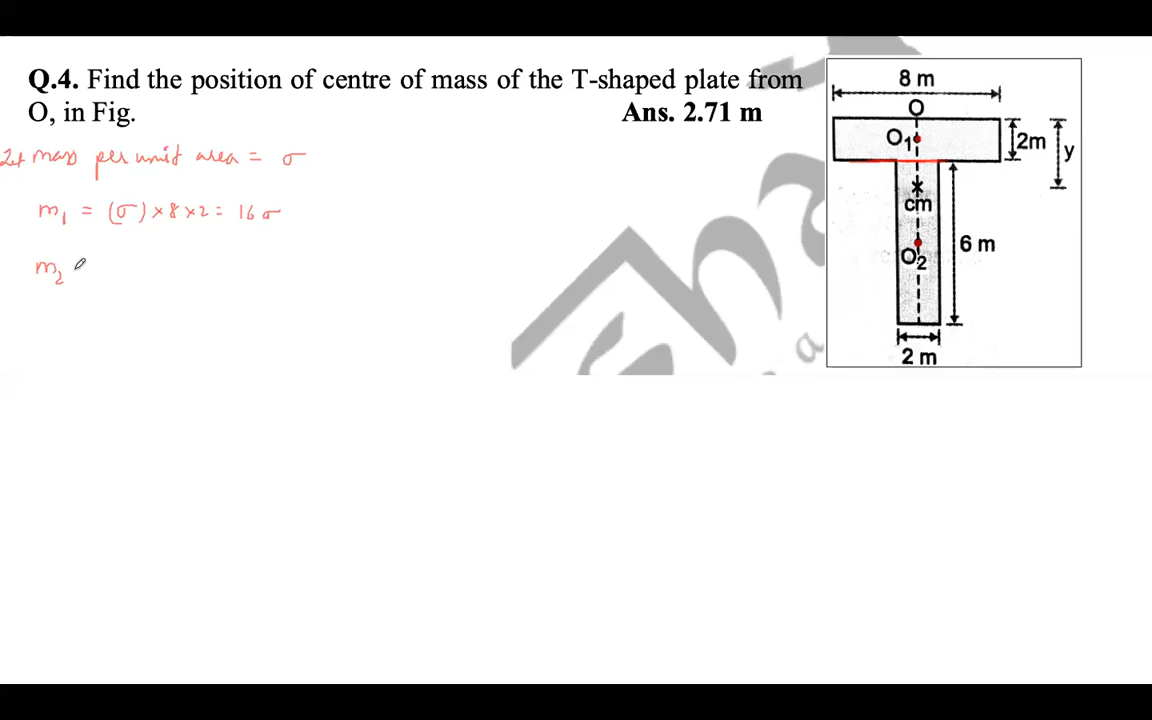 Q.4. Find the position of centre of mass of the T-shaped plate from
O, in Fig.
Ans. 2.71 m
Let mass per unit area = σ
m₁ = (σ) × 8 × 2 = 16 σ
m₂
8 m
O
O₁
2m
y
cm
O₂
6 m
2 m